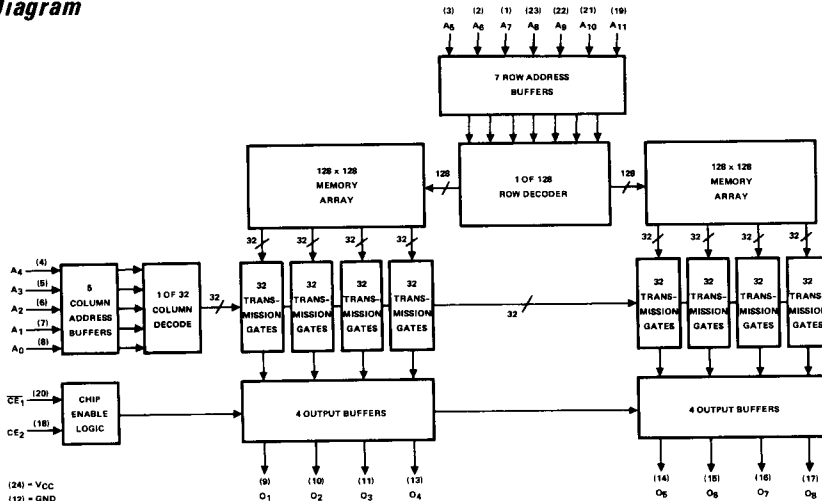 Diagram
(3) (2) (1) (23) (22) (21) (19)
A5 A6 A7 A8 A9 A10 A11
7 ROW ADDRESS
BUFFERS
128 x 128
MEMORY
ARRAY
128
1 OF 128
ROW DECODER
128
128 x 128
MEMORY
ARRAY
32 32 32 32
32 32 32 32
A4 (4)
A3 (5)
A2 (6)
A1 (7)
A0 (8)
5
COLUMN
ADDRESS
BUFFERS
1 OF 32
COLUMN
DECODE
32
32
TRANS-
MISSION
GATES
32
TRANS-
MISSION
GATES
32
TRANS-
MISSION
GATES
32
TRANS-
MISSION
GATES
32
32
TRANS-
MISSION
GATES
32
TRANS-
MISSION
GATES
32
TRANS-
MISSION
GATES
32
TRANS
MISSION
GATES
CE1 (20)
CE2 (18)
CHIP
ENABLE
LOGIC
4 OUTPUT BUFFERS
4 OUTPUT BUFFERS
(9) (10) (11) (13)
O1 O2 O3 O4
(14) (15) (16) (17)
O5 O6 O7 O8
(24) = VCC
(12) = GND